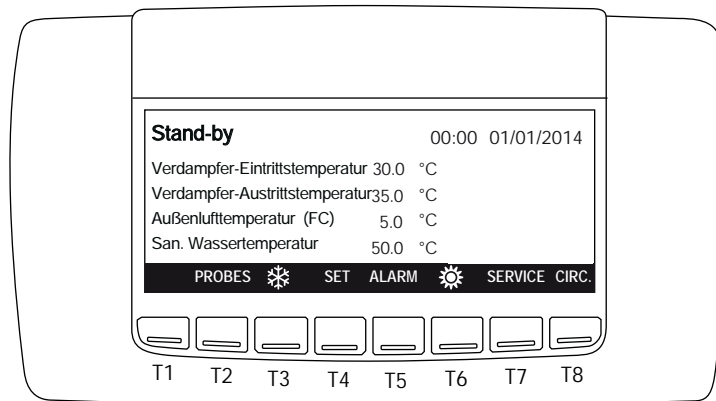 Stand-by 00:00 01/01/2014
Verdampfer-Eintrittstemperatur 30.0 °C
Verdampfer-Austrittstemperatur 35.0 °C
Außenlufttemperatur (FC) 5.0 °C
San. Wassertemperatur 50.0 °C
PROBES SET ALARM SERVICE CIRC.
T1 T2 T3 T4 T5 T6 T7 T8